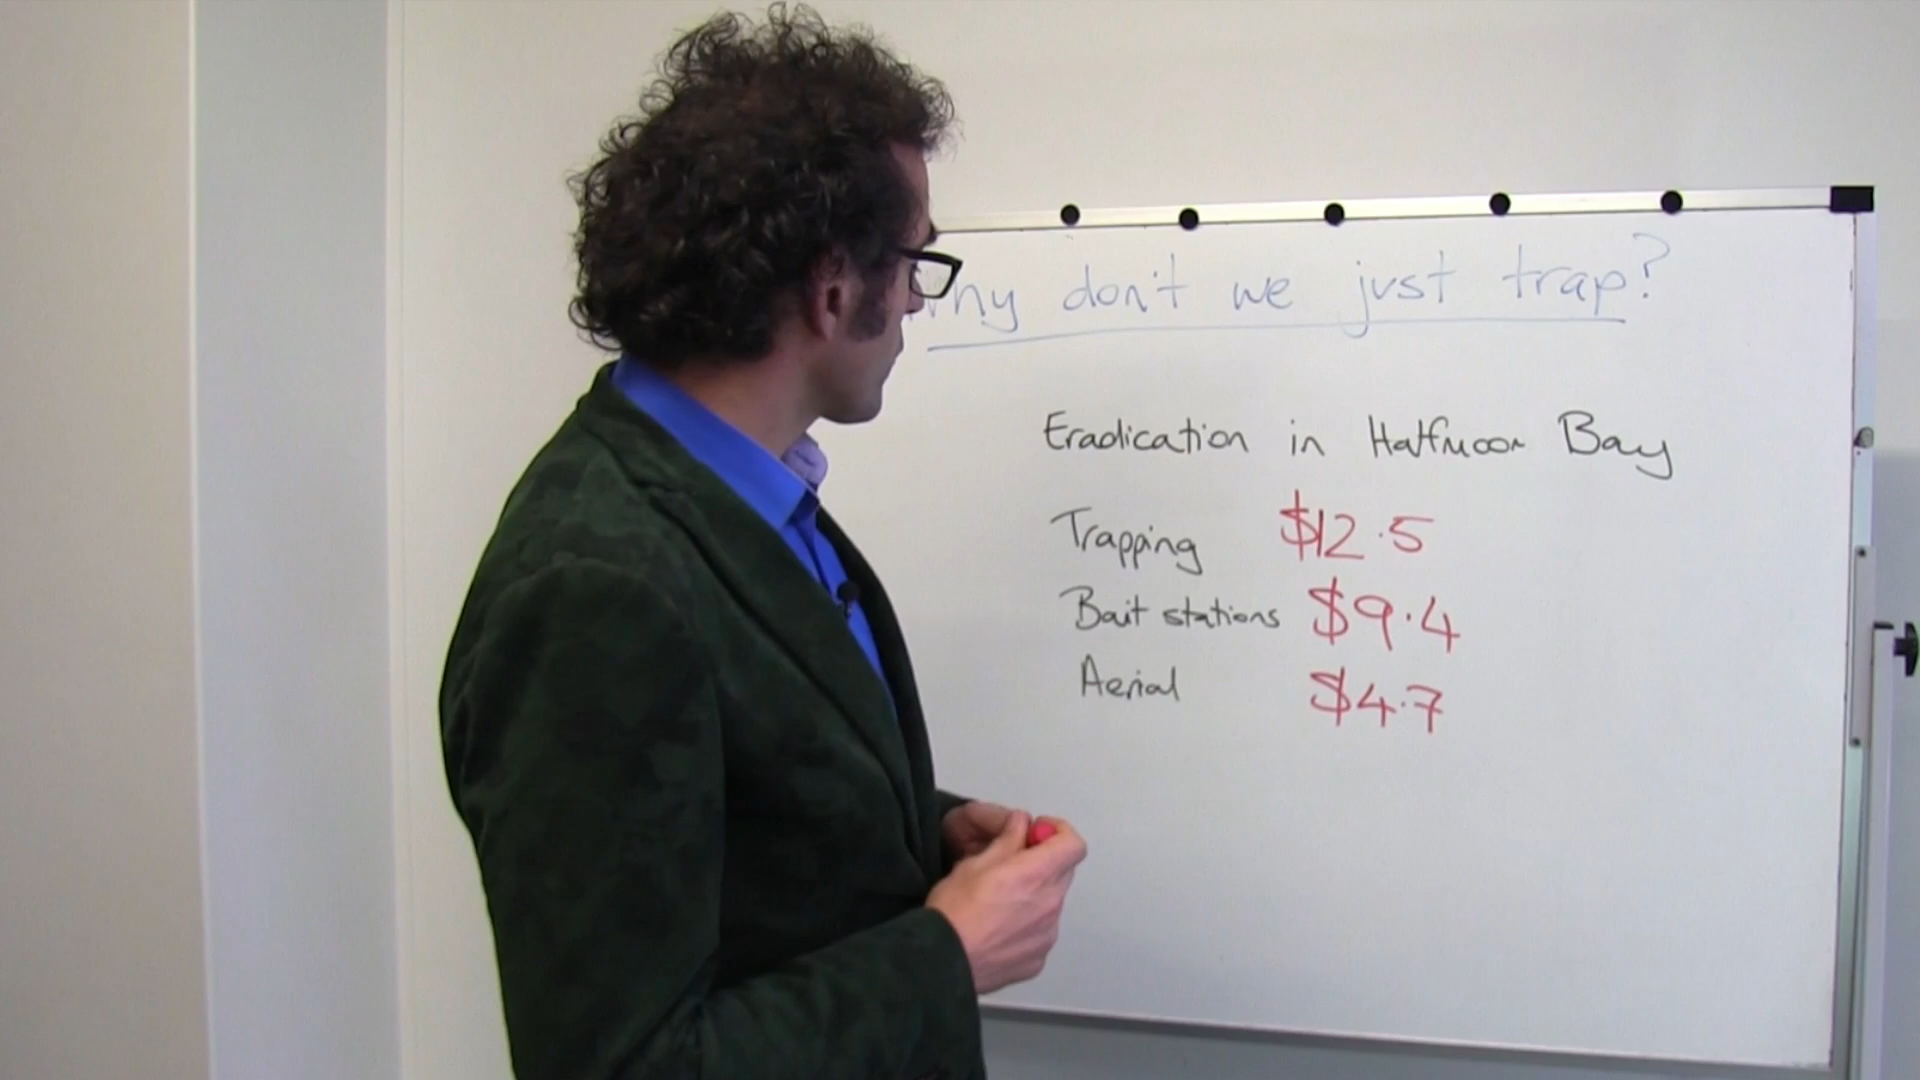 Why don't we just trap?
Eradication in Halfmoon Bay
Trapping $12.5
Bait stations $9.4
Aerial $4.7